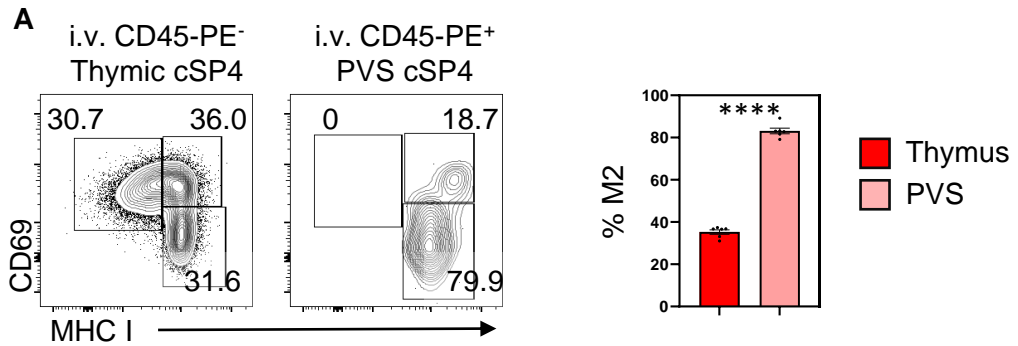 A
i.v. CD45-PE⁻
Thymic cSP4
i.v. CD45-PE⁺
PVS cSP4
30.7
36.0
31.6
0
18.7
79.9
CD69
MHC I
100
80
60
40
20
0
% M2
****
Thymus
PVS